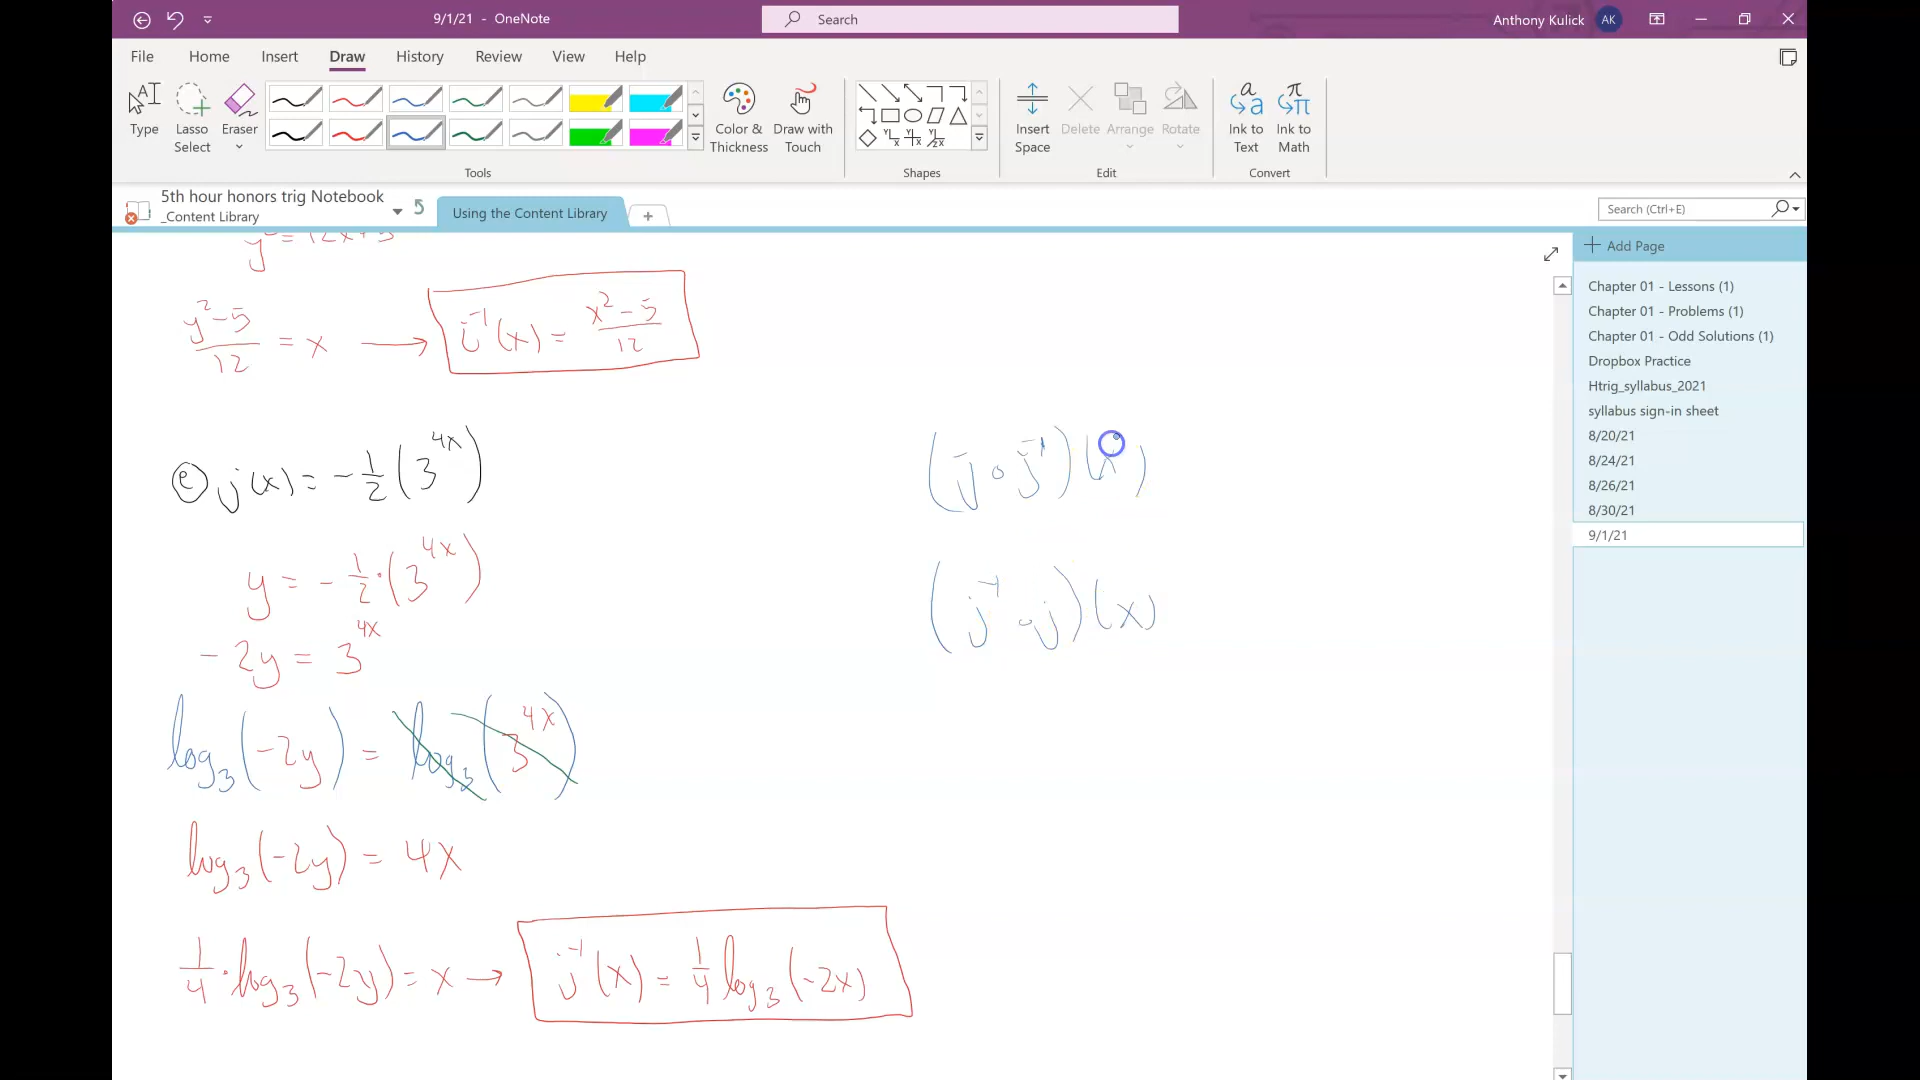 9/1/21 - OneNote
Search
Anthony Kulick AK
File Home Insert Draw History Review View Help
Type
Lasso Select
Eraser
Color & Thickness
Draw with Touch
Insert Space
Delete
Arrange
Rotate
Ink to Text
Ink to Math
Tools
Shapes
Edit
Convert
5th hour honors trig Notebook
_Content Library
Using the Content Library
Search (Ctrl+E)
Add Page
Chapter 01 - Lessons (1)
Chapter 01 - Problems (1)
Chapter 01 - Odd Solutions (1)
Dropbox Practice
Htrig_syllabus_2021
syllabus sign-in sheet
8/20/21
8/24/21
8/26/21
8/30/21
9/1/21
(y²-5)/12 = x → i⁻¹(x) = (x²-5)/12
ⓔ j(x) = -1/2 (3^{4x})
y = -1/2·(3^{4x})
-2y = 3^{4x}
log₃(-2y) = log₃(3^{4x})
log₃(-2y) = 4x
1/4·log₃(-2y) = x → j⁻¹(x) = 1/4 log₃(-2x)
(j∘j⁻¹)(x)
(j⁻¹∘j)(x)